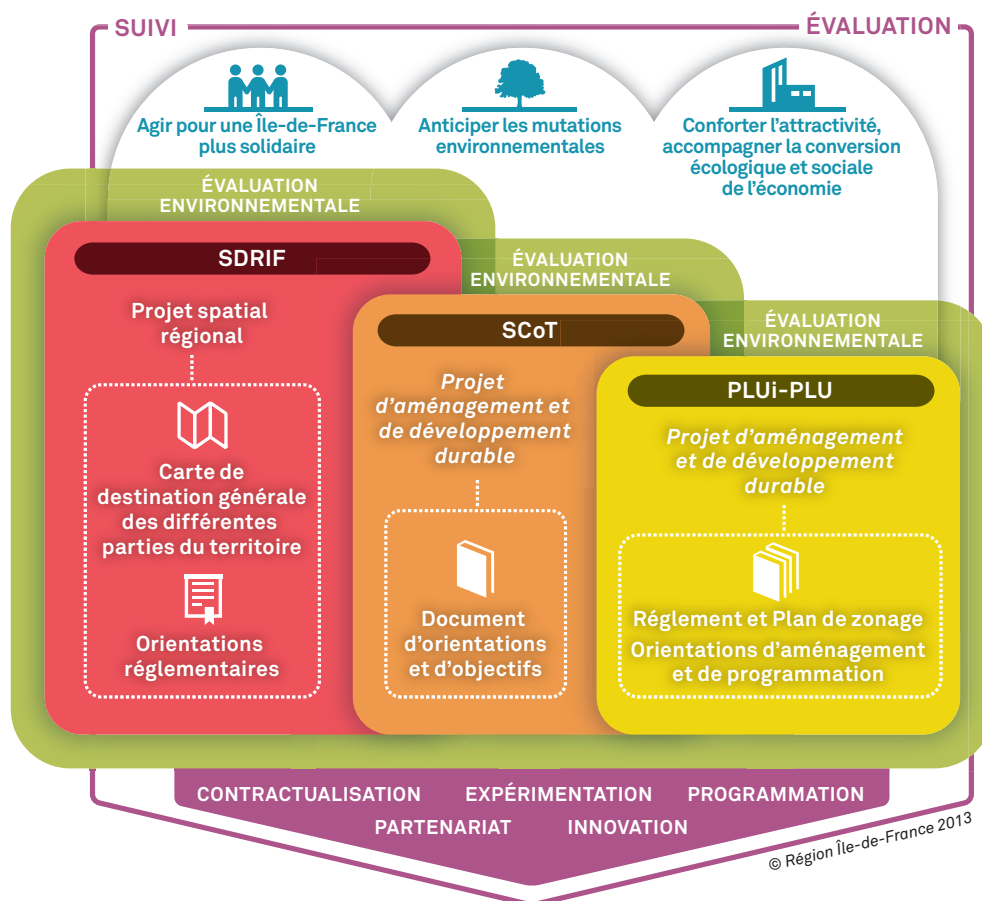 SUIVI
ÉVALUATION
Agir pour une Île-de-France
plus solidaire
Anticiper les mutations
environnementales
Conforter l’attractivité,
accompagner la conversion
écologique et sociale
de l’économie
ÉVALUATION
ENVIRONNEMENTALE
SDRIF
Projet spatial
régional
Carte de
destination générale
des différentes
parties du territoire
Orientations
réglementaires
ÉVALUATION
ENVIRONNEMENTALE
SCoT
Projet
d'aménagement et
de développement
durable
Document
d'orientations
et d'objectifs
ÉVALUATION
ENVIRONNEMENTALE
PLUi-PLU
Projet d'aménagement
et de développement
durable
Réglement et Plan de zonage
Orientations d'aménagement
et de programmation
CONTRACTUALISATION
EXPÉRIMENTATION
PROGRAMMATION
PARTENARIAT
INNOVATION
© Région Île-de-France 2013